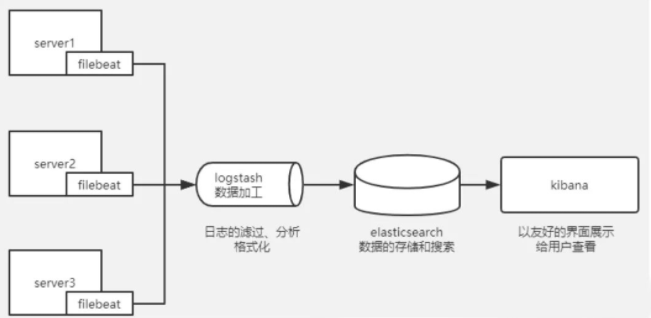 server1
filebeat
server2
filebeat
server3
filebeat
logstash
数据加工
日志的滤过、分析
格式化
elasticsearch
数据的存储和搜索
kibana
以友好的界面展示
给用户查看